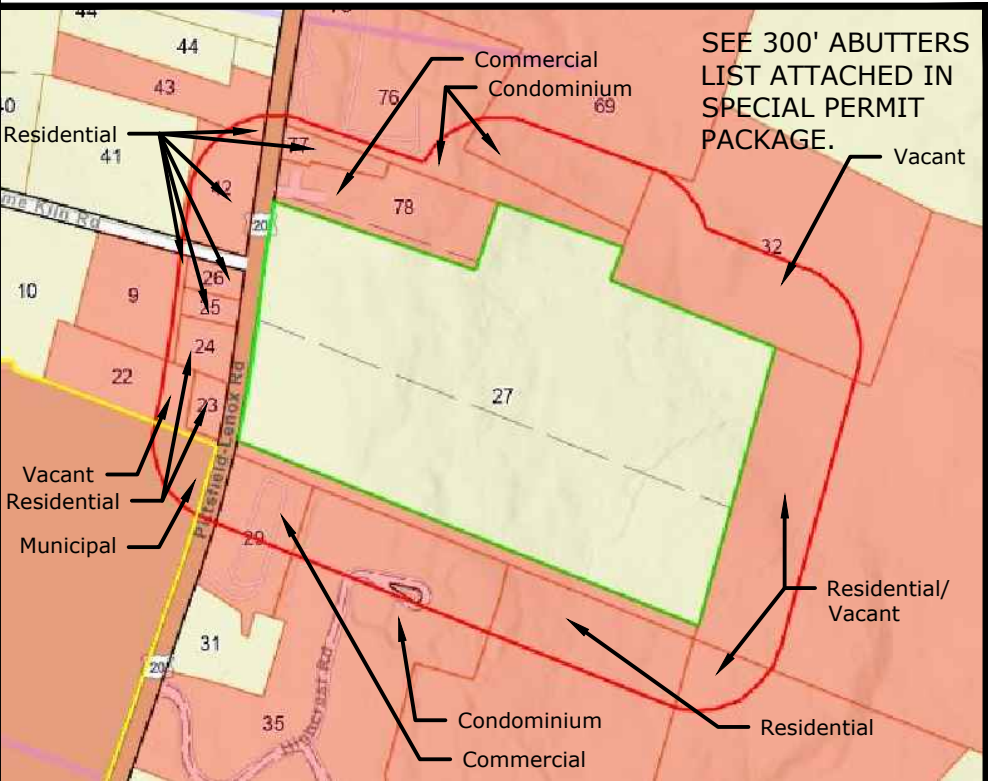 44
44
43
76
Commercial
Condominium
69
SEE 300' ABUTTERS
LIST ATTACHED IN
SPECIAL PERMIT
PACKAGE.
Vacant
Residential
77
41
42
78
32
20
26
25
10
9
24
22
23
27
Pittsfield-Lenox Rd
Vacant
Residential
Municipal
29
31
20
35
Residential/
Vacant
Condominium
Residential
Commercial